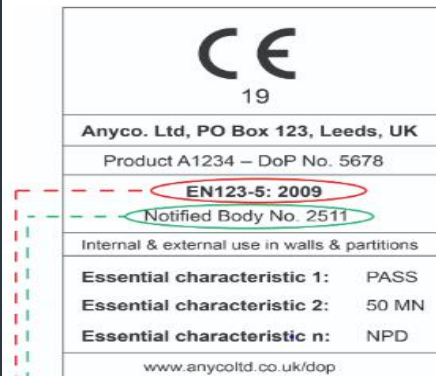 CE
19
Anyco. Ltd, PO Box 123, Leeds, UK
Product A1234 – DoP No. 5678
EN123-5: 2009
Notified Body No. 2511
Internal & external use in walls & partitions
Essential characteristic 1: PASS
Essential characteristic 2: 50 MN
Essential characteristic n: NPD
www.anycoltd.co.uk/dop